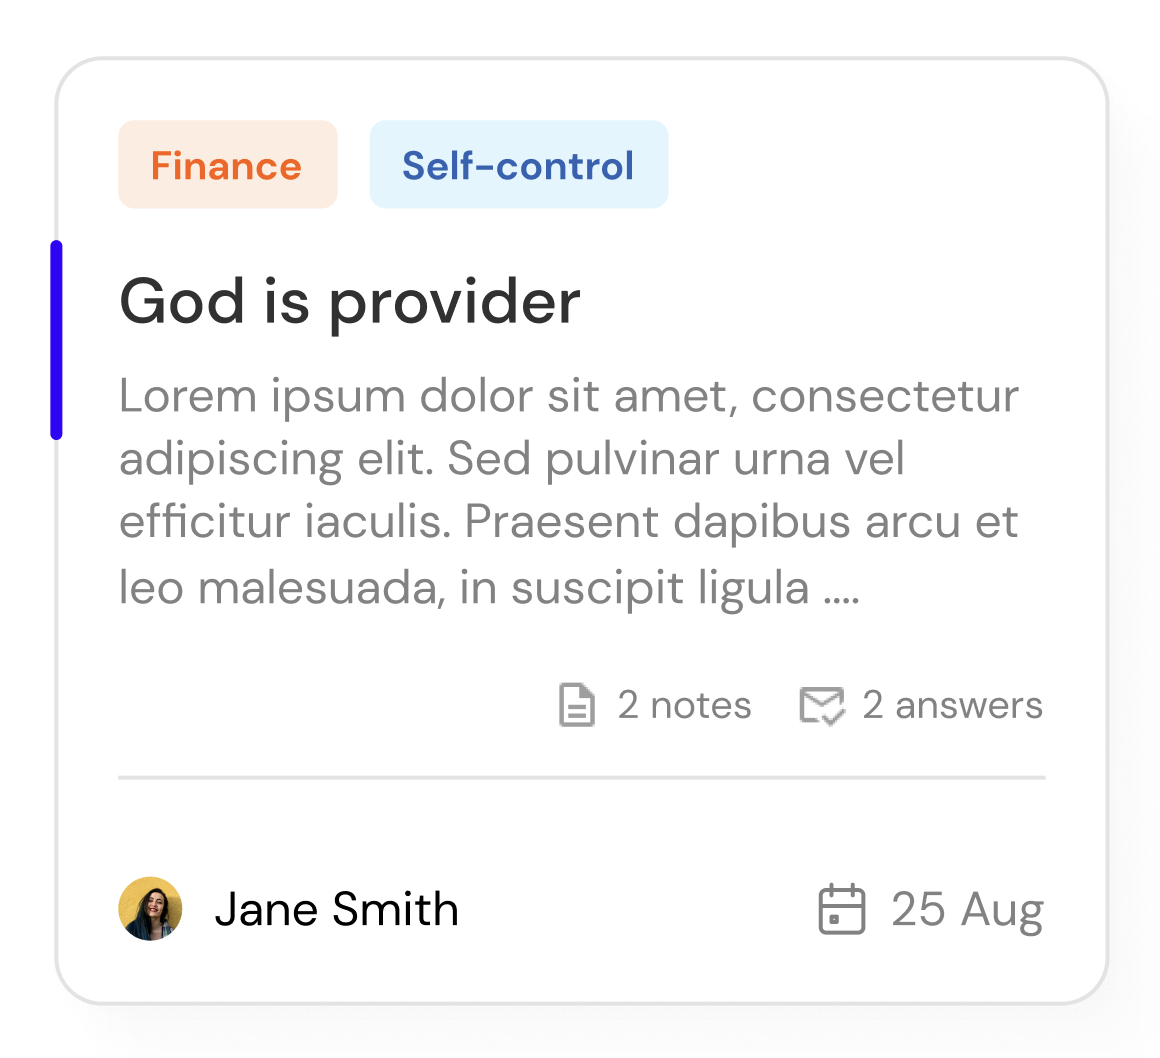 Finance Self-control
God is provider
Lorem ipsum dolor sit amet, consectetur
adipiscing elit. Sed pulvinar urna vel
efficitur iaculis. Praesent dapibus arcu et
leo malesuada, in suscipit ligula ....
2 notes 2 answers
Jane Smith 25 Aug